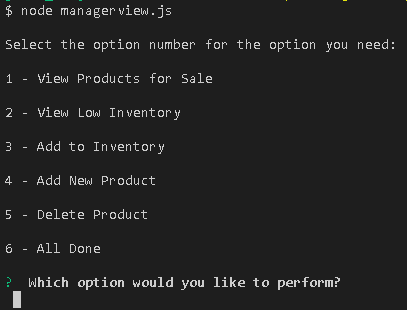 $ node managerview.js
Select the option number for the option you need:
1 - View Products for Sale
2 - View Low Inventory
3 - Add to Inventory
4 - Add New Product
5 - Delete Product
6 - All Done
? Which option would you like to perform?